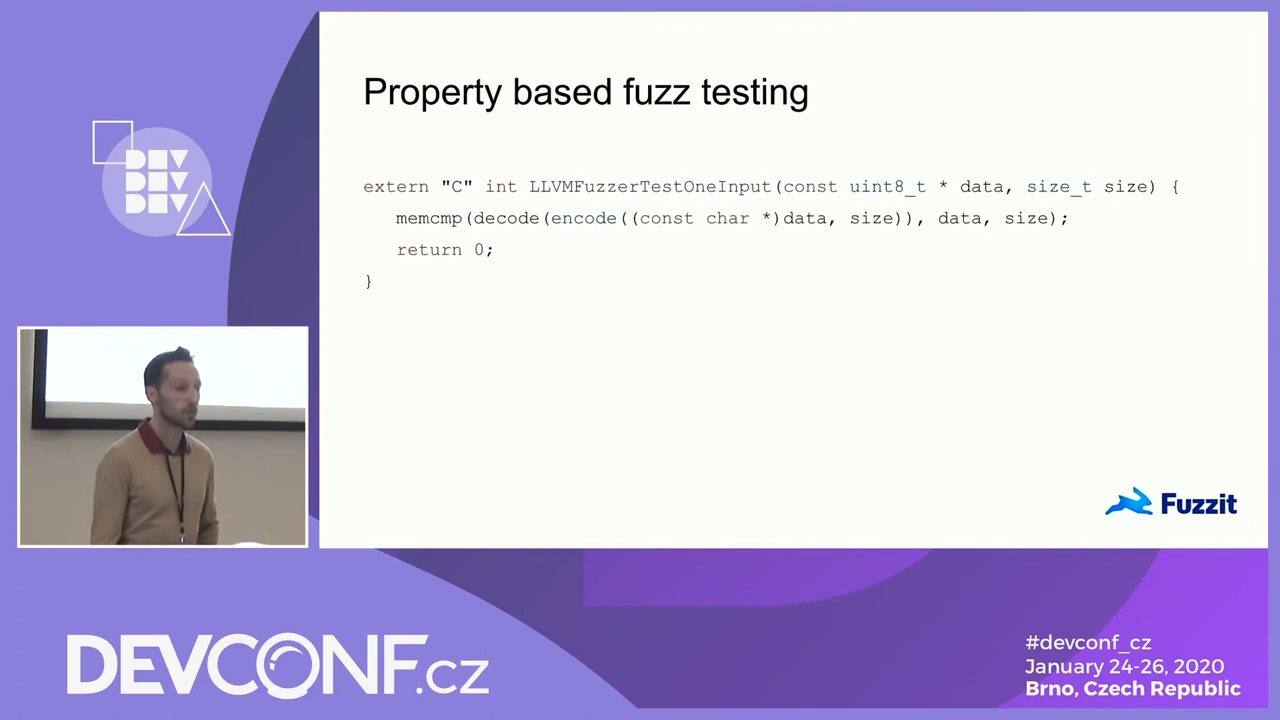 DEV
DEV
DEV
Property based fuzz testing
extern "C" int LLVMFuzzerTestOneInput(const uint8_t * data, size_t size) {
memcmp(decode(encode((const char *)data, size)), data, size);
return 0;
}
Fuzzit
DEVCONF.cz
#devconf_cz
January 24-26, 2020
Brno, Czech Republic